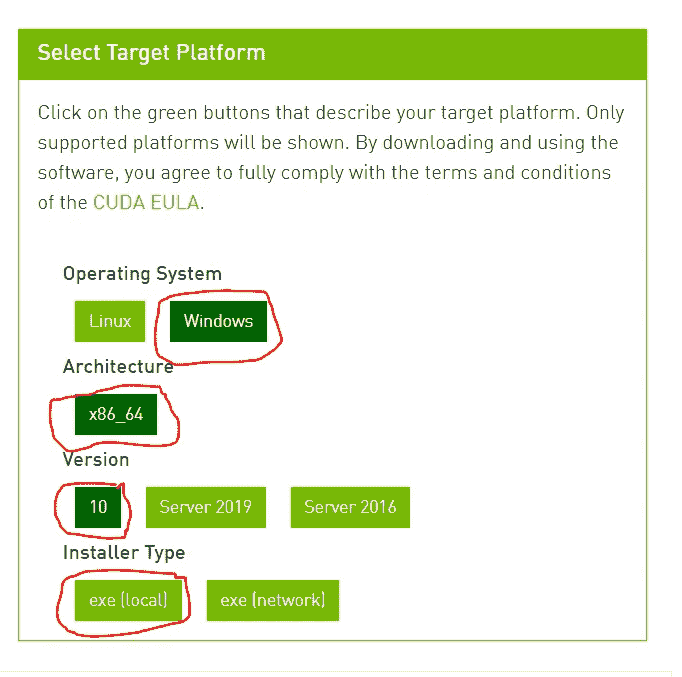 Select Target Platform
Click on the green buttons that describe your target platform. Only
supported platforms will be shown. By downloading and using the
software, you agree to fully comply with the terms and conditions
of the CUDA EULA.
Operating System
Linux Windows
Architecture
x86_64
Version
10 Server 2019 Server 2016
Installer Type
exe (local) exe (network)